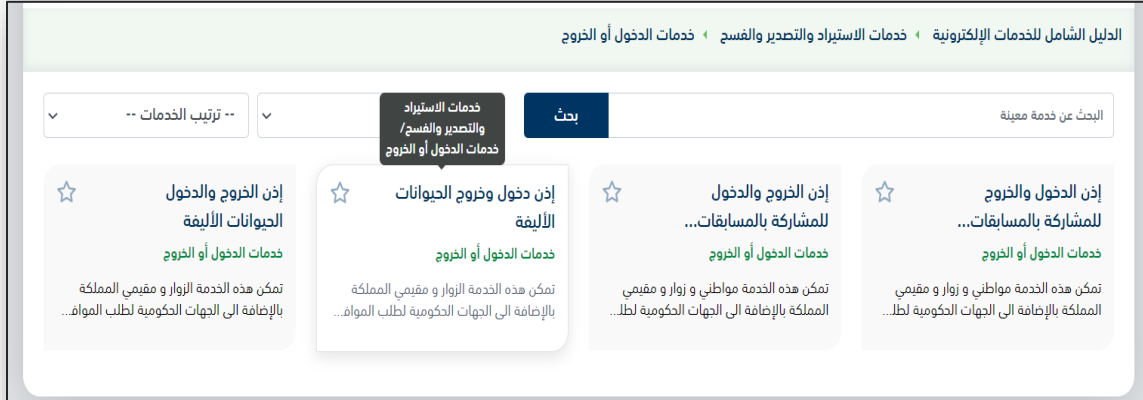 الدليل الشامل للخدمات الإلكترونية
خدمات الاستيراد والتصدير والفسح
خدمات الدخول أو الخروج
البحث عن خدمة معينة
بحث
خدمات الاستيراد
والتصدير والفسح/
خدمات الدخول أو الخروج
-- ترتيب الخدمات --
إذن الدخول والخروج
للمشاركة بالمسابقات...
خدمات الدخول أو الخروج
تمكن هذه الخدمة مواطني و زوار و مقيمي
المملكة بالإضافة الى الجهات الحكومية لطلـ...
إذن الخروج والدخول
للمشاركة بالمسابقات...
خدمات الدخول أو الخروج
تمكن هذه الخدمة مواطني و زوار و مقيمي
المملكة بالإضافة الى الجهات الحكومية لطلـ...
إذن دخول وخروج الحيوانات
الأليفة
خدمات الدخول أو الخروج
تمكن هذه الخدمة الزوار و مقيمي المملكة
بالإضافة الى الجهات الحكومية لطلب الموافـ...
إذن الخروج والدخول
الحيوانات الأليفة
خدمات الدخول أو الخروج
تمكن هذه الخدمة الزوار و مقيمي المملكة
بالإضافة الى الجهات الحكومية لطلب الموافـ...